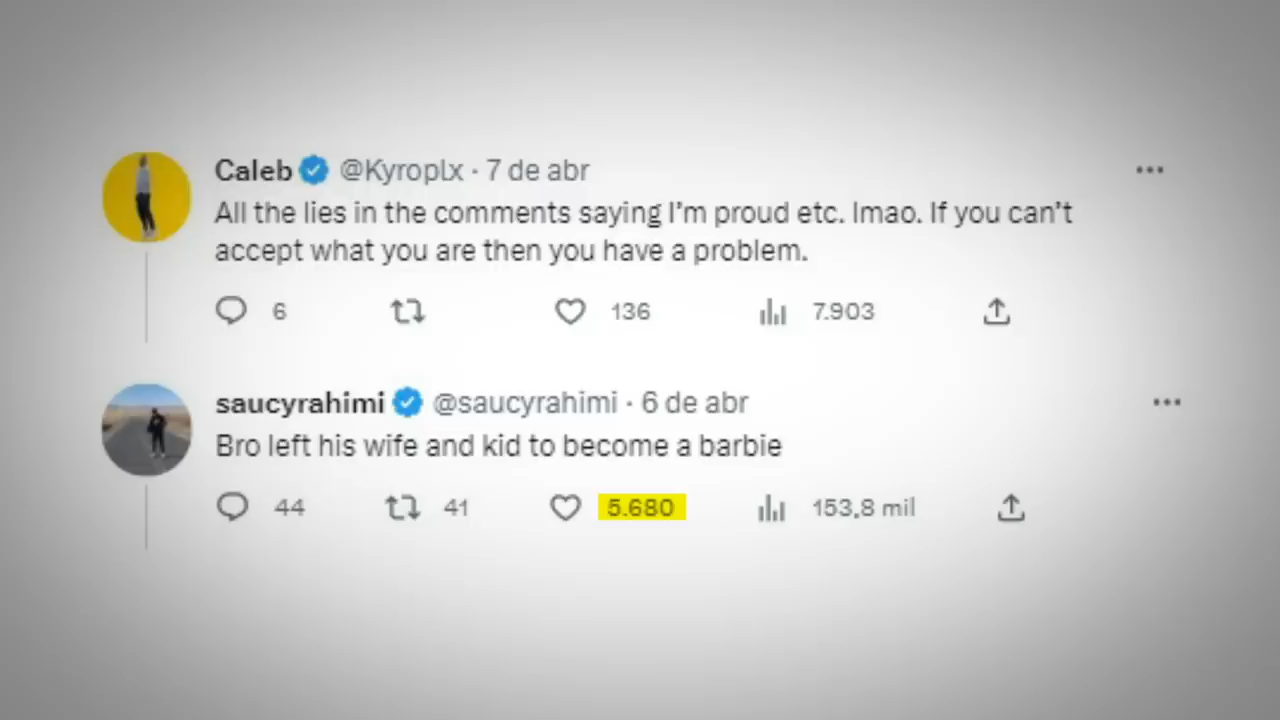 Caleb @Kyroplx · 7 de abr
All the lies in the comments saying I'm proud etc. lmao. If you can't
accept what you are then you have a problem.
6 136 7.903
saucyrahimi @saucyrahimi · 6 de abr
Bro left his wife and kid to become a barbie
44 41 5.680 153,8 mil